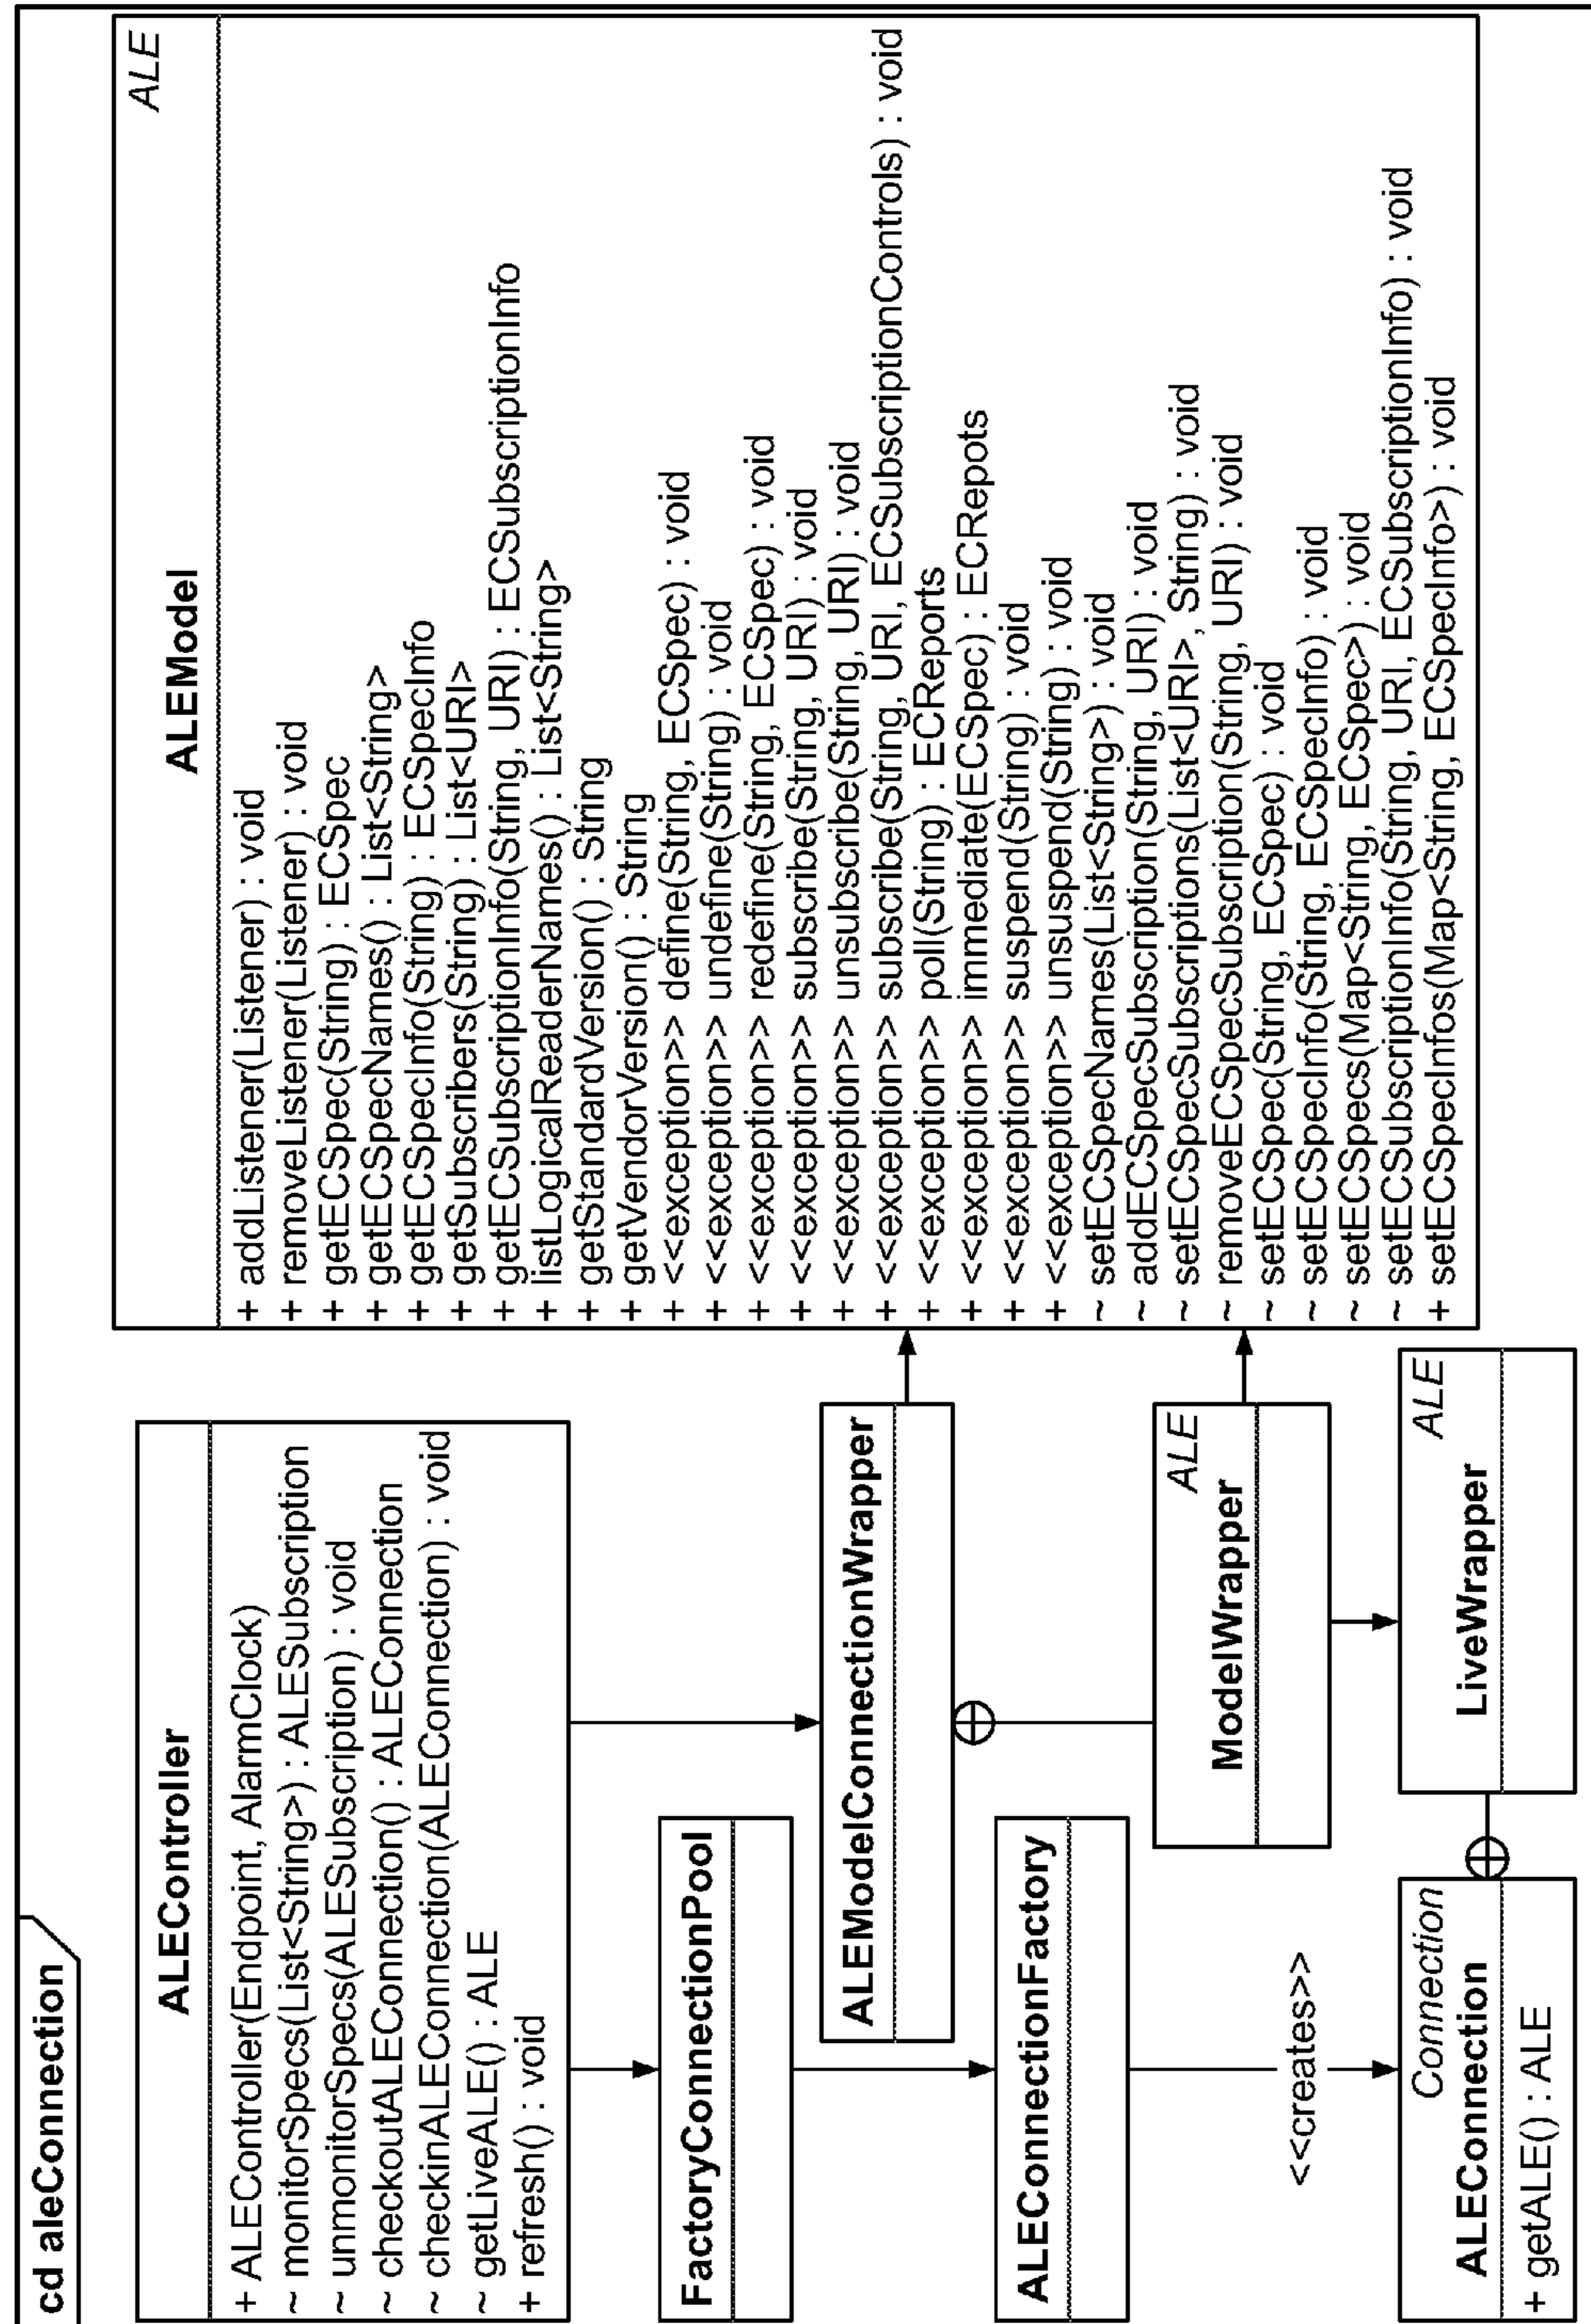 cd aleConnection
ALEController
+ ALEController(Endpoint, AlarmClock)
~ monitorSpecs(List<String>) : ALESubscription
~ unmonitorSpecs(ALESubscription) : void
~ checkoutALEConnection() : ALEConnection
~ checkinALEConnection(ALEConnection) : void
~ getLiveALE() : ALE
+ refresh() : void
FactoryConnectionPool
ALEModelConnectionWrapper
ALEConnectionFactory
<<creates>>
ALE
ModelWrapper
Connection
ALEConnection
+ getALE() : ALE
ALE
LiveWrapper
ALE
ALEModel
+ addListener(Listener) : void
+ removeListener(Listener) : void
+ getECSpec(String) : ECSpec
+ getECSpecNames() : List<String>
+ getECSpecInfo(String) : ECSpecInfo
+ getSubscribers(String) : List<URI>
+ getECSubscriptionInfo(String, URI) : ECSubscriptionInfo
+ listLogicalReaderNames() : List<String>
+ getStandardVersion() : String
+ getVendorVersion() : String
+ <<exception>> define(String, ECSpec) : void
+ <<exception>> undefine(String) : void
+ <<exception>> redefine(String, ECSpec) : void
+ <<exception>> subscribe(String, URI) : void
+ <<exception>> unsubscribe(String, URI) : void
+ <<exception>> subscribe(String, URI, ECSubscriptionControls) : void
+ <<exception>> poll(String) : ECReports
+ <<exception>> immediate(ECSpec) : ECRepots
+ <<exception>> suspend(String) : void
+ <<exception>> unsuspend(String) : void
~ setECSpecNames(List<String>) : void
~ addECSpecSubscription(String, URI) : void
~ setECSpecSubscriptions(List<URI>, String) : void
~ removeECSpecSubscription(String, URI) : void
~ setECSpec(String, ECSpec) : void
~ setECSpecInfo(String, ECSpecInfo) : void
~ setECSpecs(Map<String, ECSpec>) : void
~ setECSubscriptionInfo(String, URI, ECSubscriptionInfo) : void
+ setECSpecInfos(Map<String, ECSpecInfo>) : void